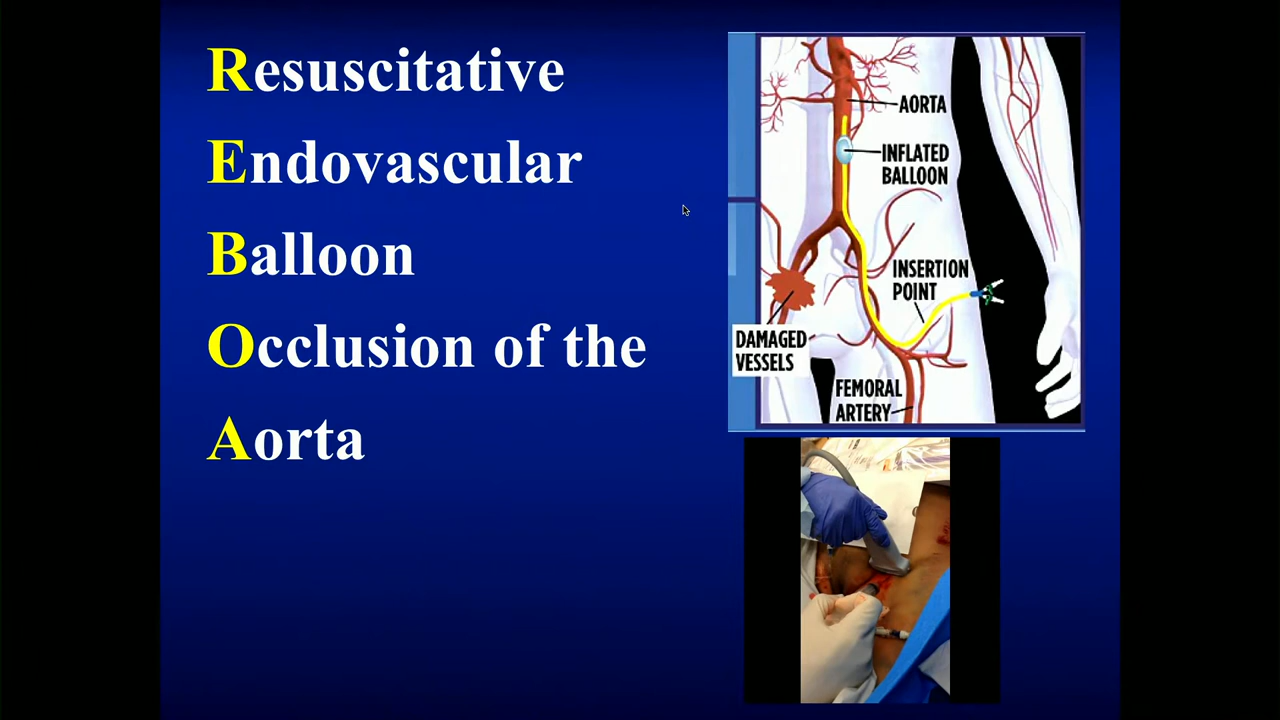 Resuscitative
Endovascular
Balloon
Occlusion of the
Aorta
AORTA
INFLATED
BALLOON
INSERTION
POINT
DAMAGED
VESSELS
FEMORAL
ARTERY